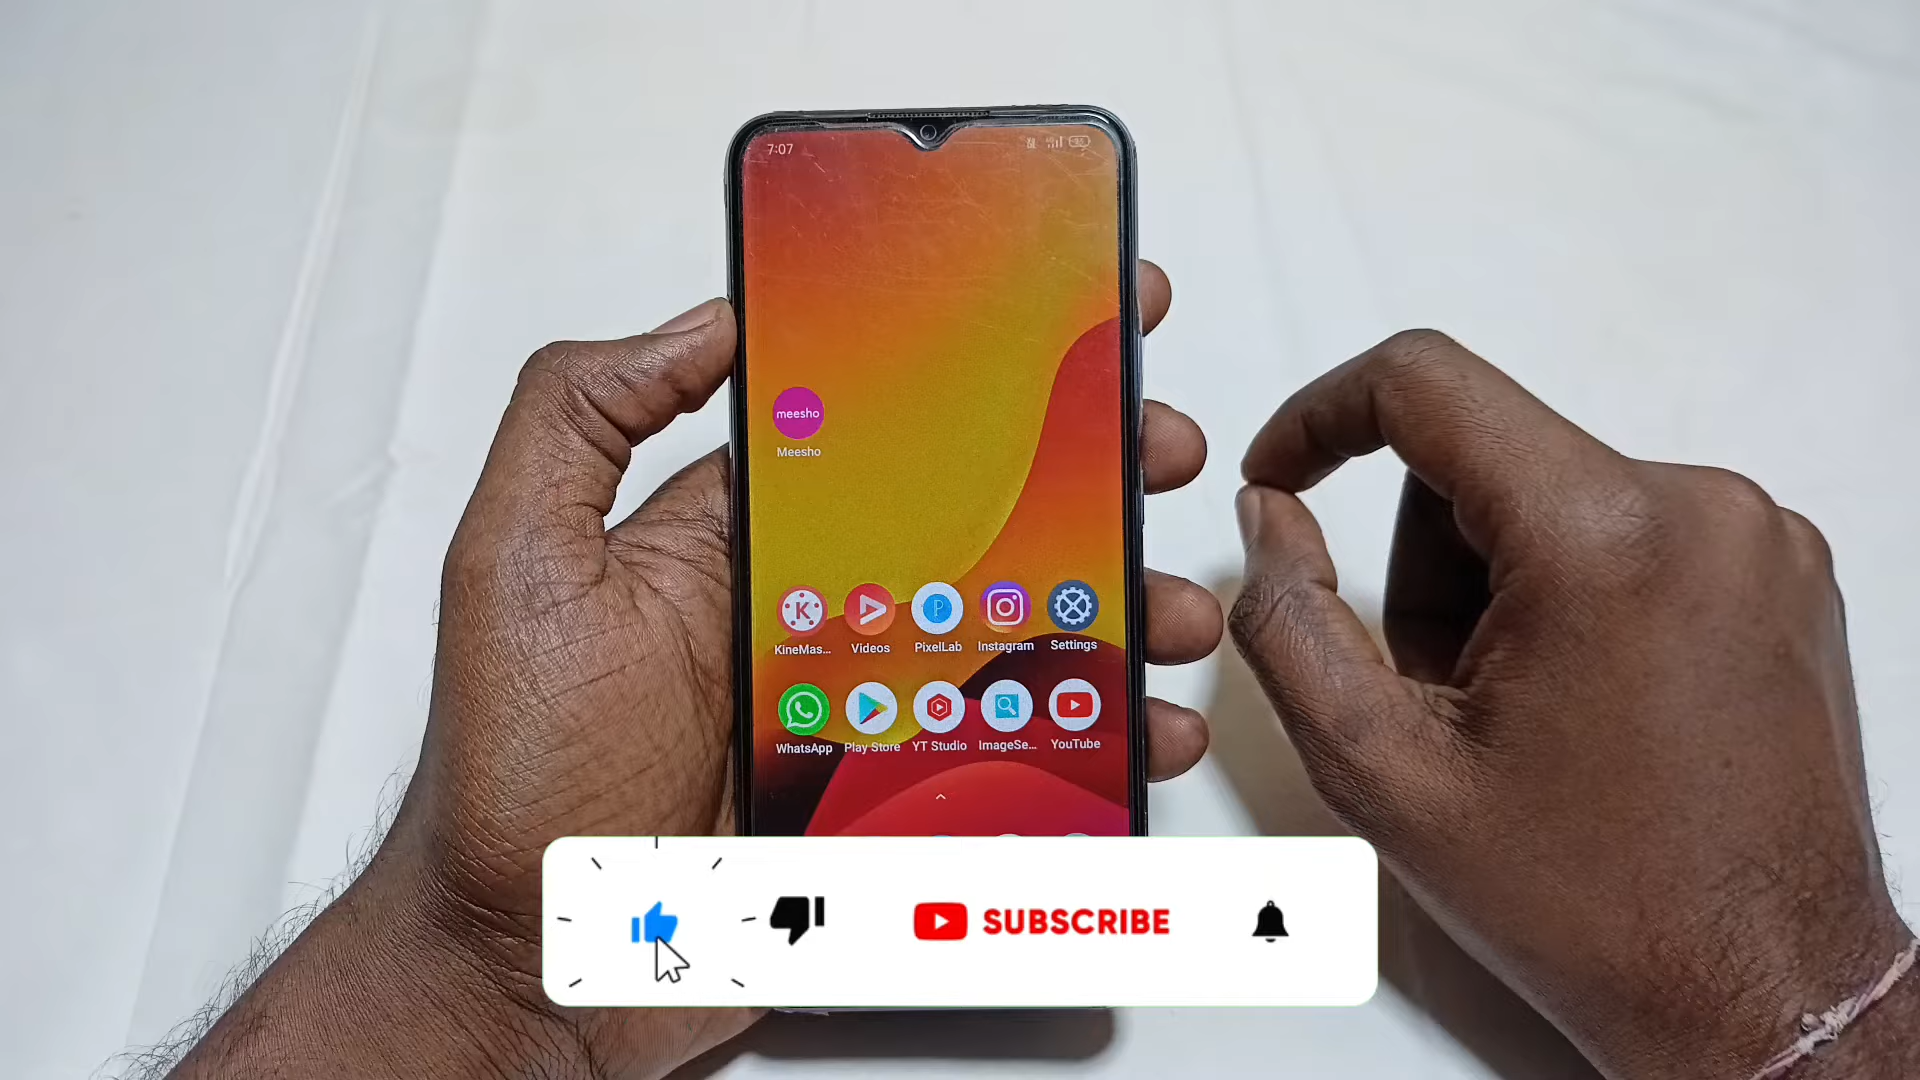 7:07
meesho
Meesho
KineMas...
Videos
PixelLab
Instagram
Settings
WhatsApp
Play Store
YT Studio
ImageSe...
YouTube
SUBSCRIBE